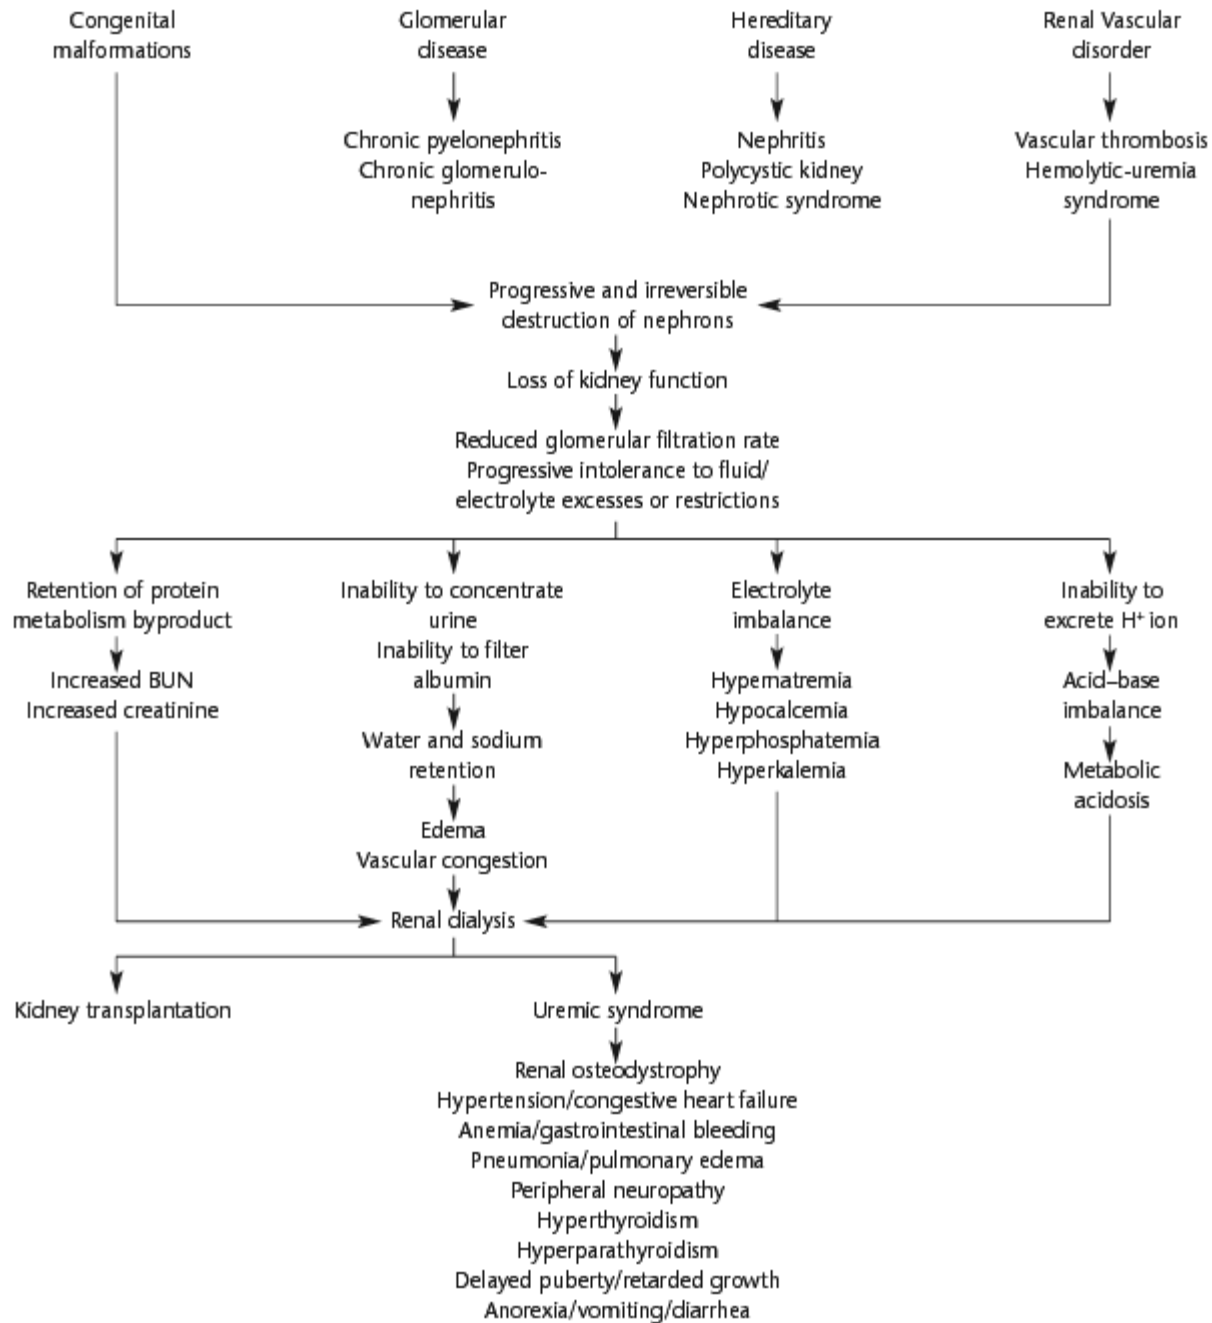 Congenital
malformations
Glomerular
disease
Hereditary
disease
Renal Vascular
disorder
Chronic pyelonephritis
Chronic glomerulo-
nephritis
Nephritis
Polycystic kidney
Nephrotic syndrome
Vascular thrombosis
Hemolytic-uremia
syndrome
Progressive and irreversible
destruction of nephrons
Loss of kidney function
Reduced glomerular filtration rate
Progressive intolerance to fluid/
electrolyte excesses or restrictions
Retention of protein
metabolism byproduct
Increased BUN
Increased creatinine
Inability to concentrate
urine
Inability to filter
albumin
Water and sodium
retention
Edema
Vascular congestion
Electrolyte
imbalance
Hypernatremia
Hypocalcemia
Hyperphosphatemia
Hyperkalemia
Inability to
excrete H⁺ ion
Acid–base
imbalance
Metabolic
acidosis
Renal dialysis
Kidney transplantation
Uremic syndrome
Renal osteodystrophy
Hypertension/congestive heart failure
Anemia/gastrointestinal bleeding
Pneumonia/pulmonary edema
Peripheral neuropathy
Hyperthyroidism
Hyperparathyroidism
Delayed puberty/retarded growth
Anorexia/vomiting/diarrhea